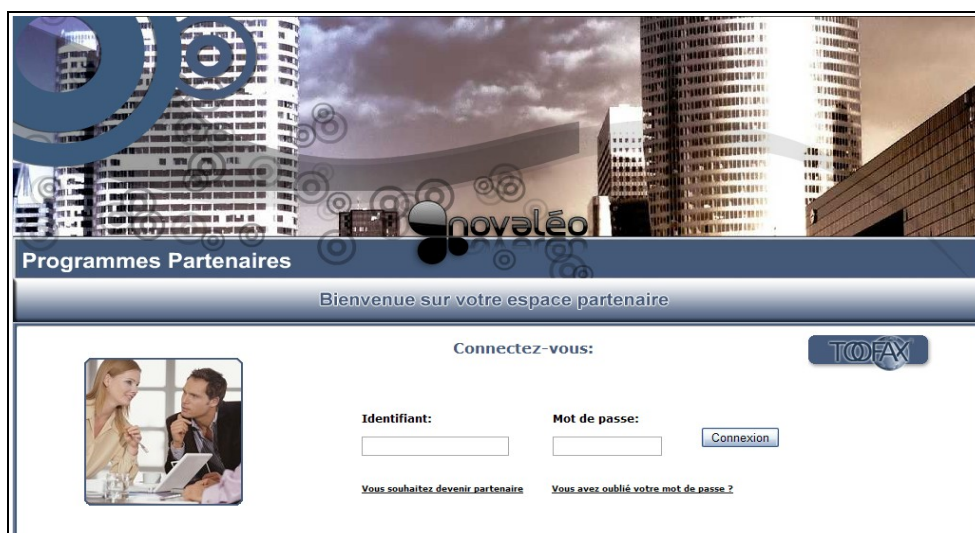 novaléo
Programmes Partenaires
Bienvenue sur votre espace partenaire
Connectez-vous:
TOOFAX
Identifiant:
Mot de passe:
Connexion
Vous souhaitez devenir partenaire
Vous avez oublié votre mot de passe ?